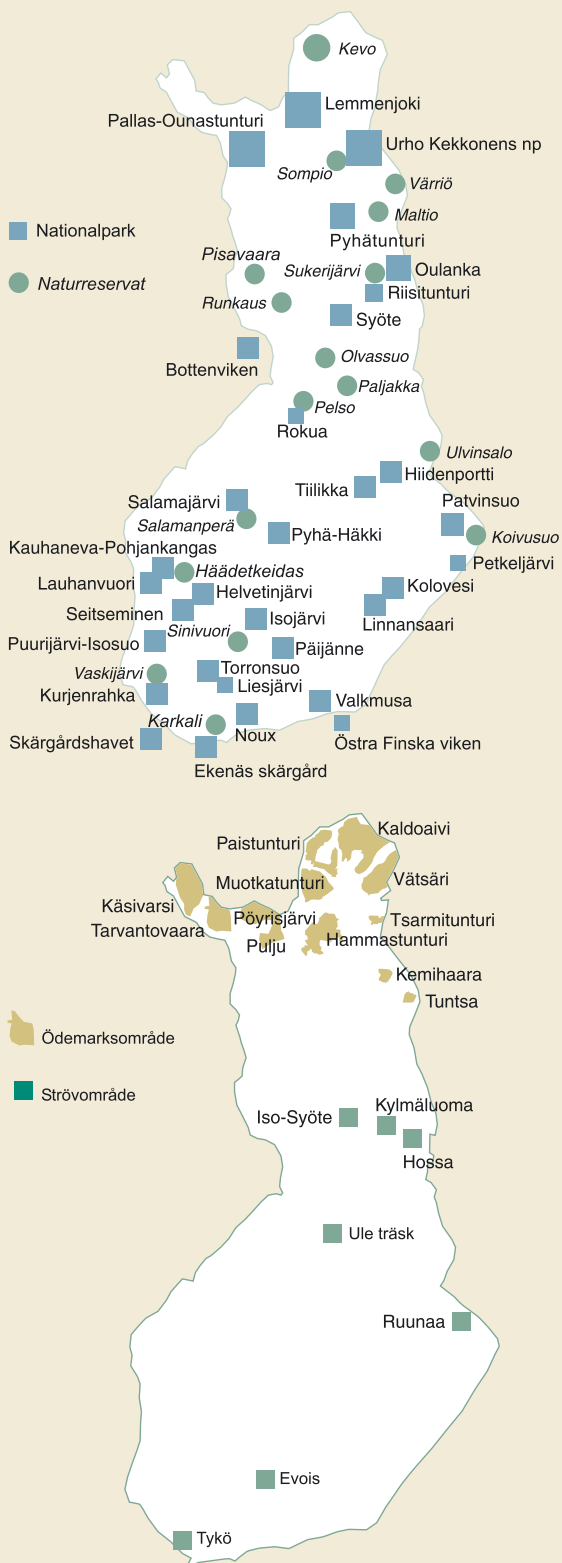 Kevo
Lemmenjoki
Pallas-Ounastunturi
Urho Kekkonens np
Sompio
Värriö
Maltio
Nationalpark
Pyhätunturi
Pisavaara
Sukerijärvi
Oulanka
Naturreservat
Riisitunturi
Runkaus
Syöte
Olvassuo
Bottenviken
Paljakka
Pelso
Rokua
Ulvinsalo
Hiidenportti
Tiilikka
Salamajärvi
Patvinsuo
Salamanperä
Pyhä-Häkki
Koivusuo
Kauhaneva-Pohjankangas
Petkeljärvi
Häädetkeidas
Lauhanvuori
Helvetinjärvi
Kolovesi
Seitseminen
Isojärvi
Linnansaari
Sinivuori
Puurijärvi-Isosuo
Päijänne
Torronsuo
Vaskijärvi
Liesjärvi
Kurjenrahka
Valkmusa
Karkali
Noux
Skärgårdshavet
Östra Finska viken
Ekenäs skärgård
Kaldoaivi
Paistunturi
Vätsäri
Muotkatunturi
Käsivarsi
Pöyrisjärvi
Tsarmitunturi
Tarvantovaara
Hammastunturi
Pulju
Kemihaara
Tuntsa
Ödemarksområde
Strövområde
Kylmäluoma
Iso-Syöte
Hossa
Ule träsk
Ruunaa
Evois
Tykö